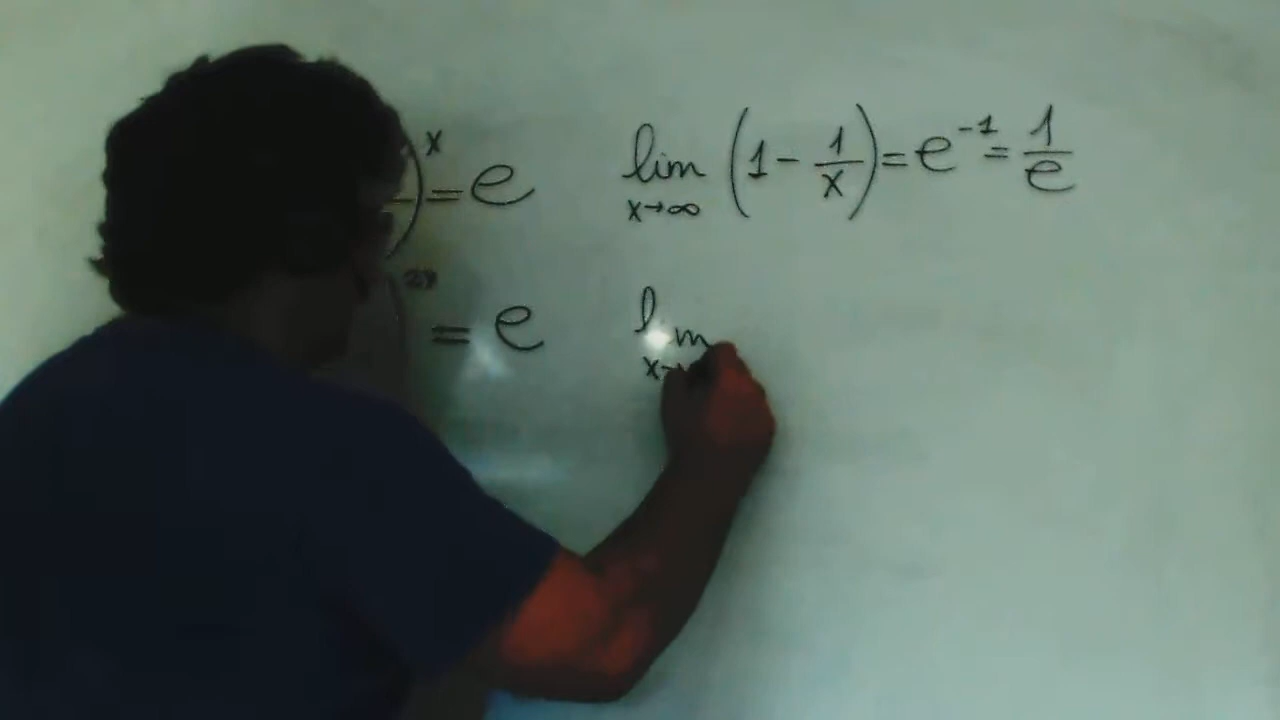 )^x = e lim x→∞ (1 - 1/x) = e^-1 = 1/e
= e lim x→